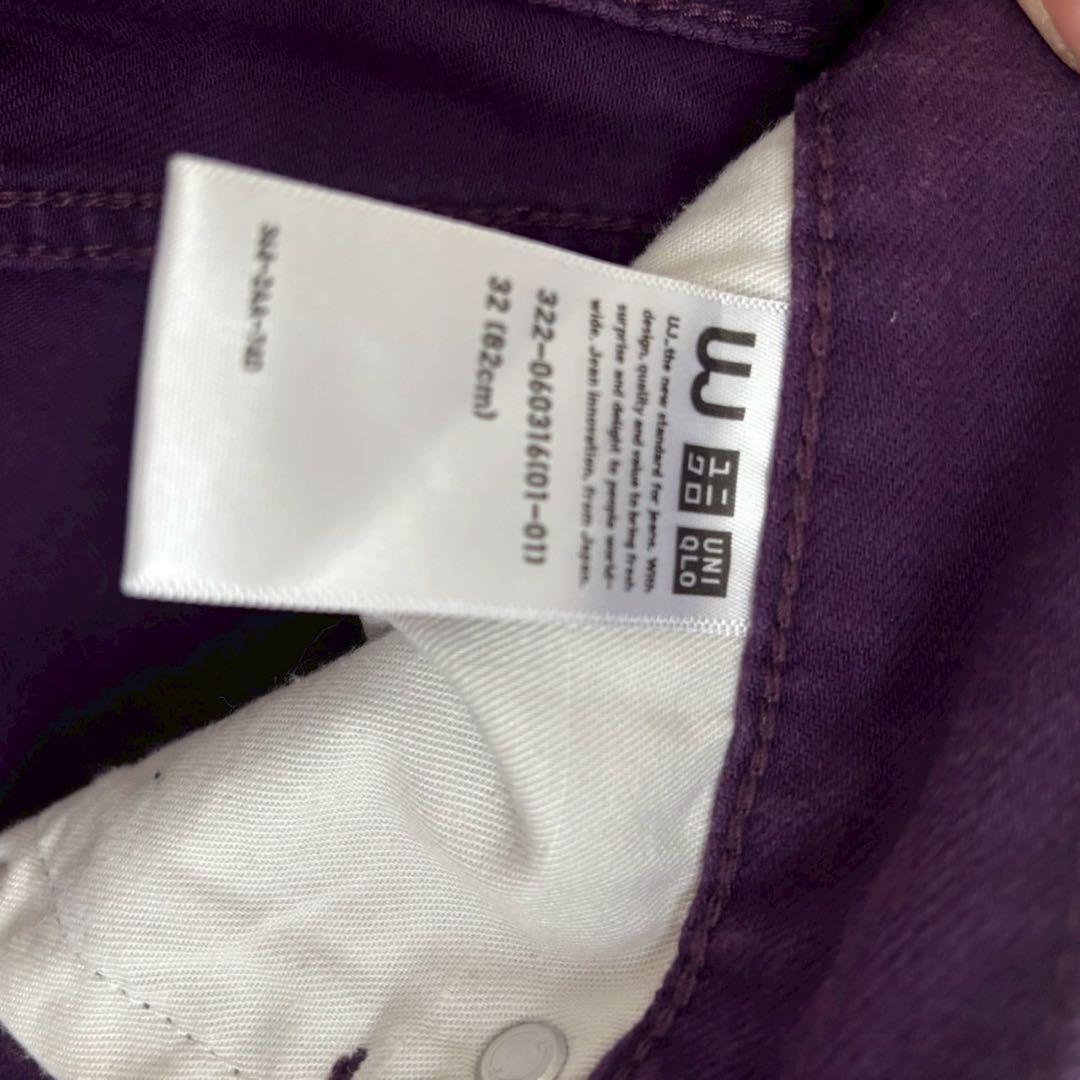 UJ
ユニ
クロ
UNI
QLO
UJ_the new standard for jeans. With
design, quality and value to bring fresh
surprise and delight to people world-
wide. Jean innovation, from Japan.
322-060316(01-01)
32 (82cm)